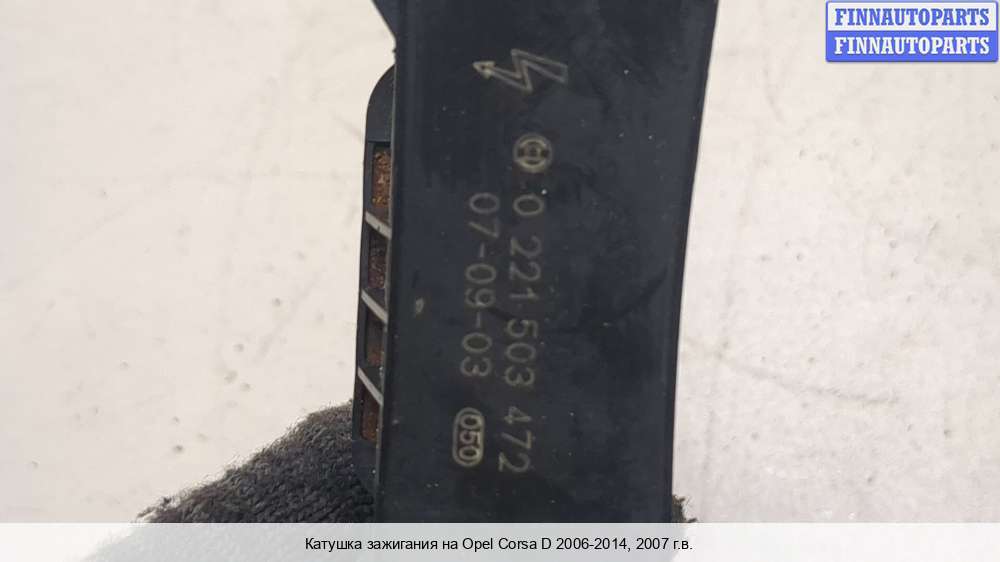 FINNAUTOPARTS
FINNAUTOPARTS
0 221 503 472
07-09-03 050
Катушка зажигания на Opel Corsa D 2006-2014, 2007 г.в.